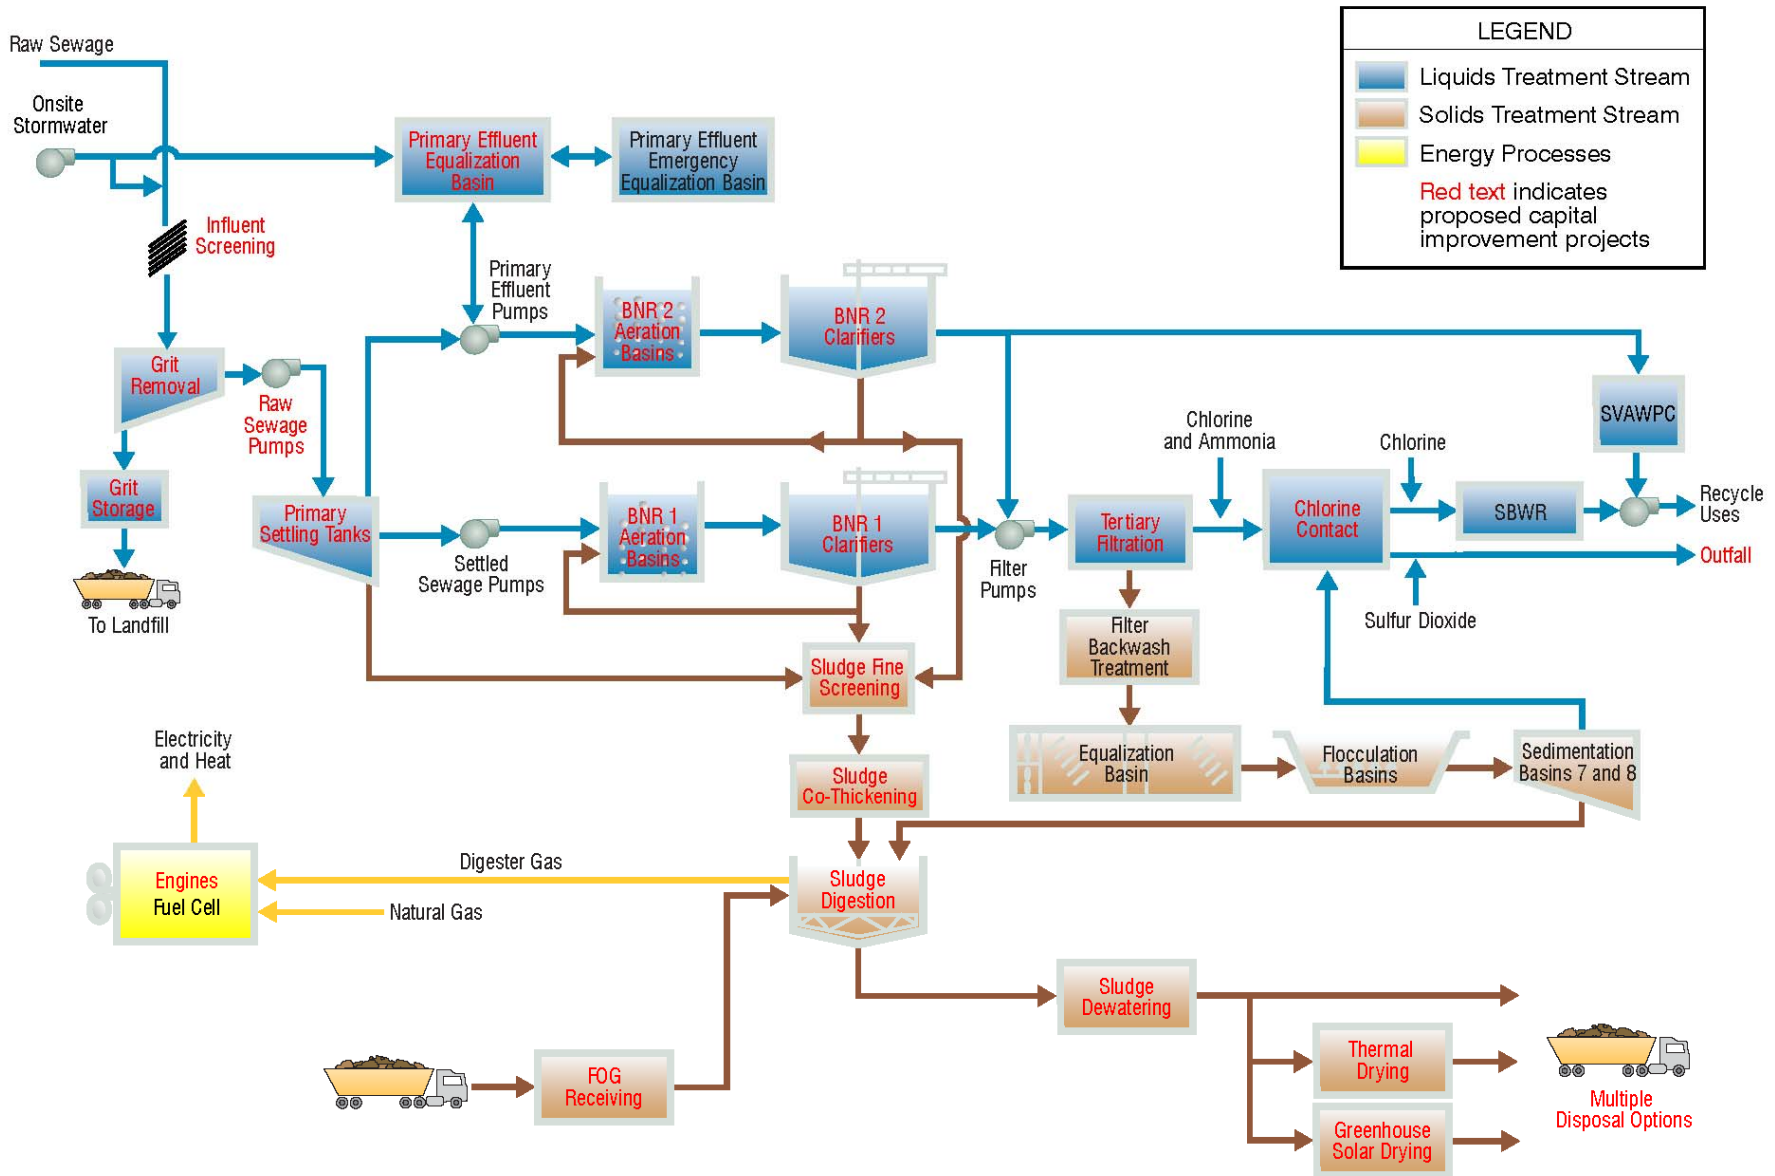 LEGEND
Liquids Treatment Stream
Solids Treatment Stream
Energy Processes
Red text indicates
proposed capital
improvement projects
Raw Sewage
Onsite
Stormwater
Influent
Screening
Primary Effluent
Equalization
Basin
Primary Effluent
Emergency
Equalization Basin
Primary
Effluent
Pumps
BNR 2
Aeration
Basins
BNR 2
Clarifiers
Grit
Removal
Raw
Sewage
Pumps
Grit
Storage
To Landfill
Primary
Settling Tanks
Settled
Sewage Pumps
BNR 1
Aeration
Basins
BNR 1
Clarifiers
Filter
Pumps
Tertiary
Filtration
Chlorine
and Ammonia
Chlorine
Contact
Chlorine
SBWR
SVAWPC
Recycle
Uses
Outfall
Sulfur Dioxide
Filter
Backwash
Treatment
Sludge Fine
Screening
Equalization
Basin
Flocculation
Basins
Sedimentation
Basins 7 and 8
Sludge
Co-Thickening
Electricity
and Heat
Engines
Fuel Cell
Digester Gas
Natural Gas
Sludge
Digestion
Sludge
Dewatering
FOG
Receiving
Thermal
Drying
Greenhouse
Solar Drying
Multiple
Disposal Options